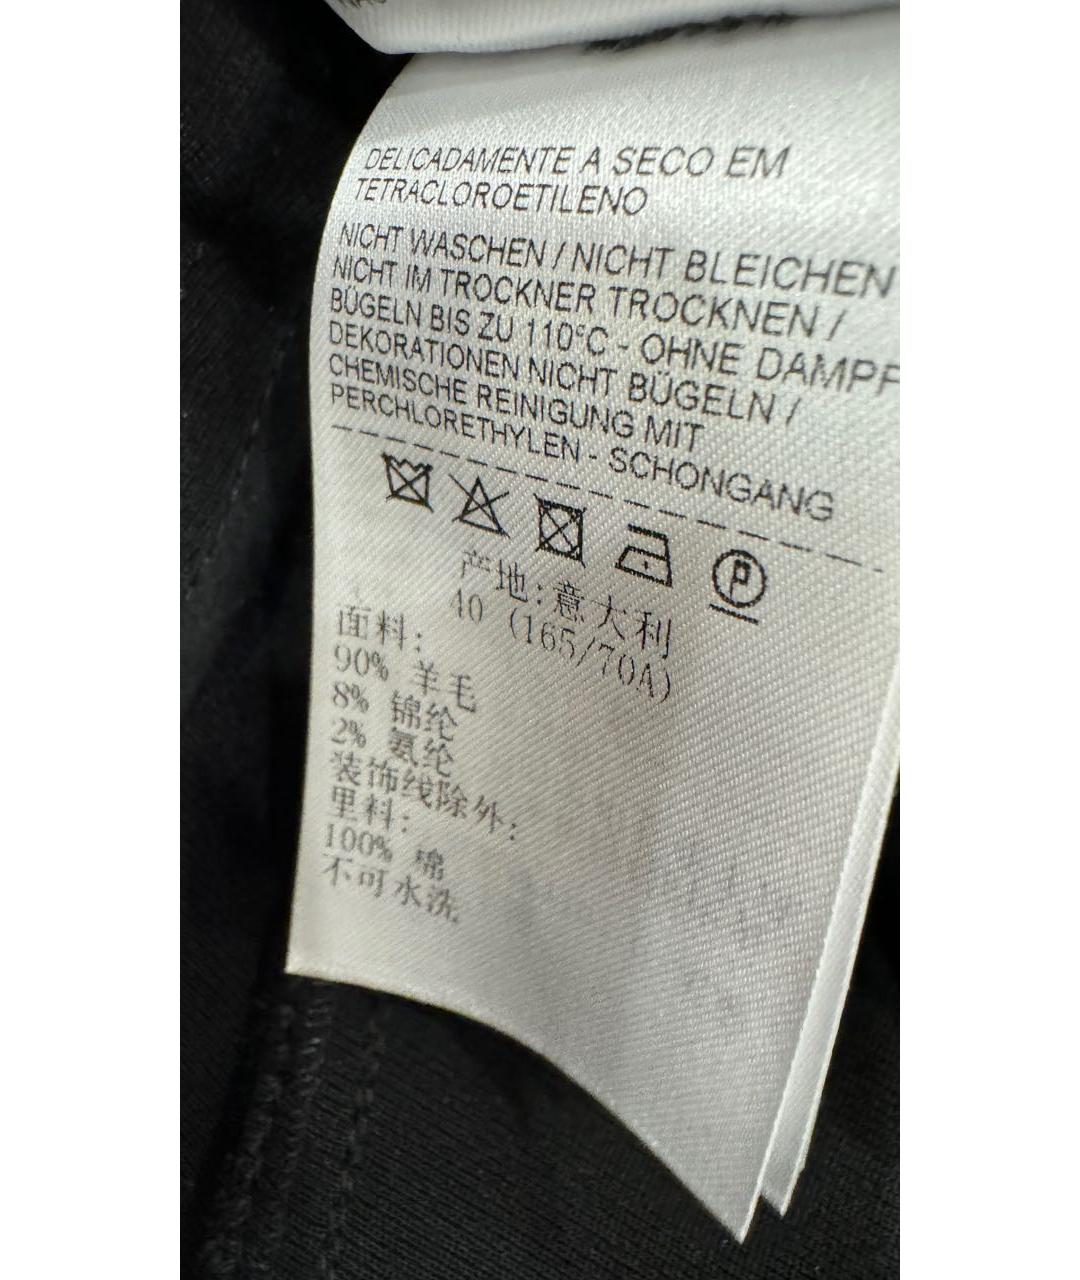 DELICADAMENTE A SECO EM
TETRACLOROETILENO
NICHT WASCHEN / NICHT BLEICHEN
NICHT IM TROCKNER TROCKNEN /
BÜGELN BIS ZU 110°C - OHNE DAMPF
DEKORATIONEN NICHT BÜGELN /
CHEMISCHE REINIGUNG MIT
PERCHLORETHYLEN - SCHONGANG
P
产地:意大利
40 (165/70A)
面料:
90% 羊毛
8% 锦纶
2% 氨纶
装饰线除外:
里料:
100% 棉
不可水洗